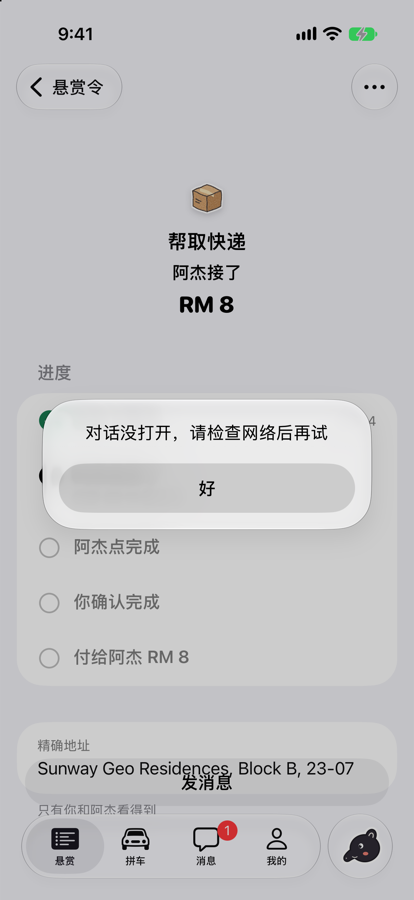 9:41
悬赏令
帮取快递
阿杰接了
RM 8
进度
4
对话没打开，请检查网络后再试
好
阿杰点完成
你确认完成
付给阿杰 RM 8
精确地址
Sunway Geo Residences, Block B, 23-07
发消息
只有你和阿杰看得到
悬赏
拼车
1
消息
我的